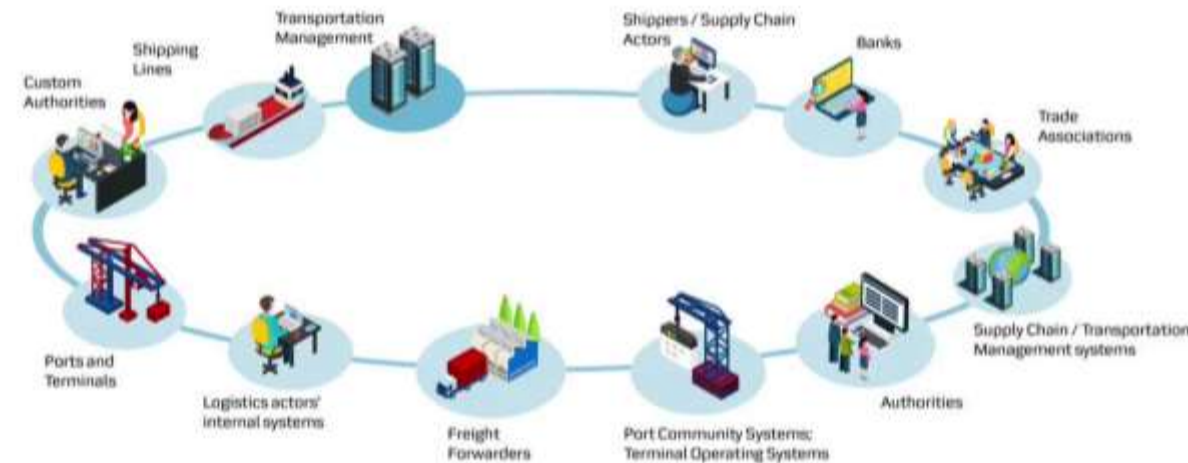 Transportation
Management
Shippers / Supply Chain
Actors
Banks
Shipping
Lines
Custom
Authorities
Trade
Associations
Supply Chain / Transportation
Management systems
Ports and
Terminals
Logistics actors'
internal systems
Freight
Forwarders
Port Community Systems;
Terminal Operating Systems
Authorities